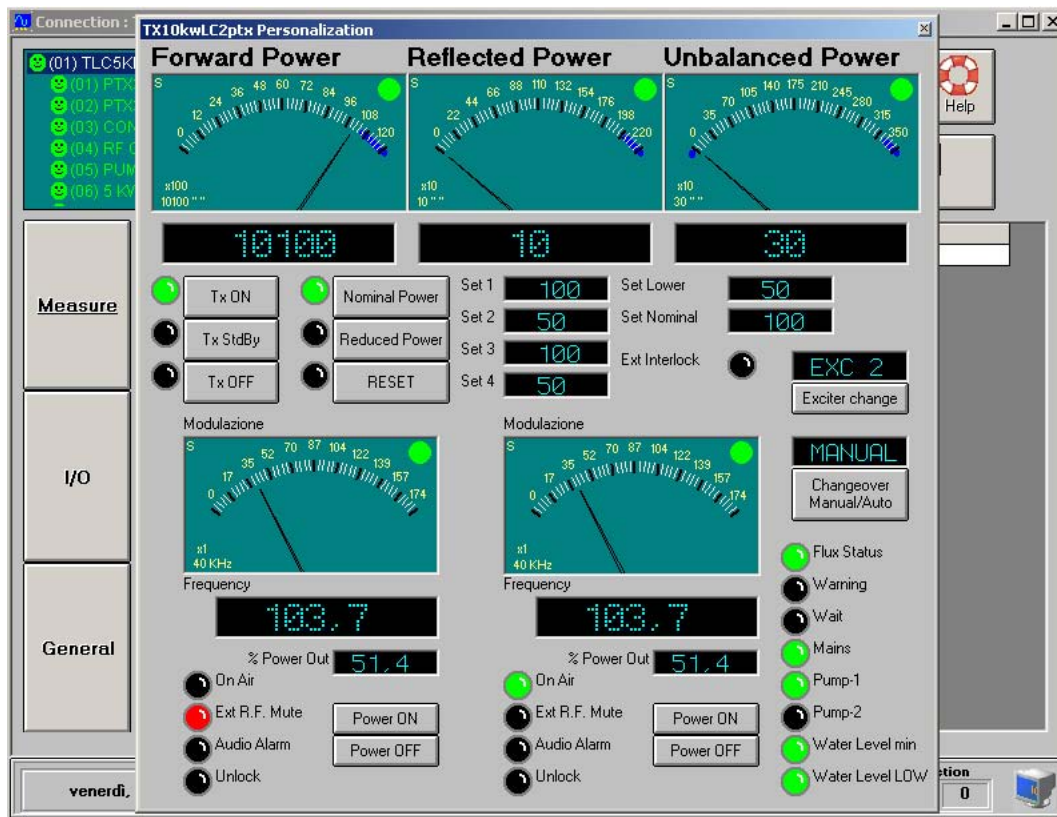 Connection :
TX10kwLC2ptx Personalization
(01) TLC5K
(01) PTX
(02) PTX
(03) CON
(04) RF
(05) PUM
(06) 5 KW
Help
Forward Power
S
0 12 24 36 48 60 72 84 96 108 120
x100
10100 " "
10100
Reflected Power
S
0 22 44 66 88 110 132 154 176 198 220
x10
10 " "
10
Unbalanced Power
S
0 35 70 105 140 175 210 245 280 315 350
x10
30 " "
30
Measure
I/O
General
Tx ON
Tx StdBy
Tx OFF
Nominal Power
Reduced Power
RESET
Set 1 100
Set 2 50
Set 3 100
Set 4 50
Set Lower 50
Set Nominal 100
Ext Interlock
EXC 2
Exciter change
MANUAL
Changeover
Manual/Auto
Modulazione
S
0 17 35 52 70 87 104 122 139 157 174
x1
40 KHz
Frequency
103,7
% Power Out 51,4
On Air
Ext R.F. Mute
Audio Alarm
Unlock
Power ON
Power OFF
Modulazione
S
0 17 35 52 70 87 104 122 139 157 174
x1
40 KHz
Frequency
103,7
% Power Out 51,4
On Air
Ext R.F. Mute
Audio Alarm
Unlock
Power ON
Power OFF
Flux Status
Warning
Wait
Mains
Pump-1
Pump-2
Water Level min
Water Level LOW
venerdì,
ction
0